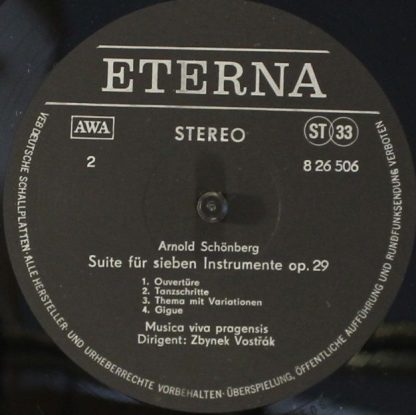 ETERNA
AWA
STEREO
ST 33
2
8 26 506
Arnold Schönberg
Suite für sieben Instrumente op. 29
1. Ouvertüre
2. Tanzschritte
3. Thema mit Variationen
4. Gigue
Musica viva pragensis
Dirigent: Zbynek Vostřák
VEB DEUTSCHE SCHALLPLATTEN · ALLE HERSTELLER- UND URHEBERRECHTE VORBEHALTEN · ÜBERSPIELUNG, ÖFFENTLICHE AUFFÜHRUNG UND RUNDFUNKSENDUNG VERBOTEN